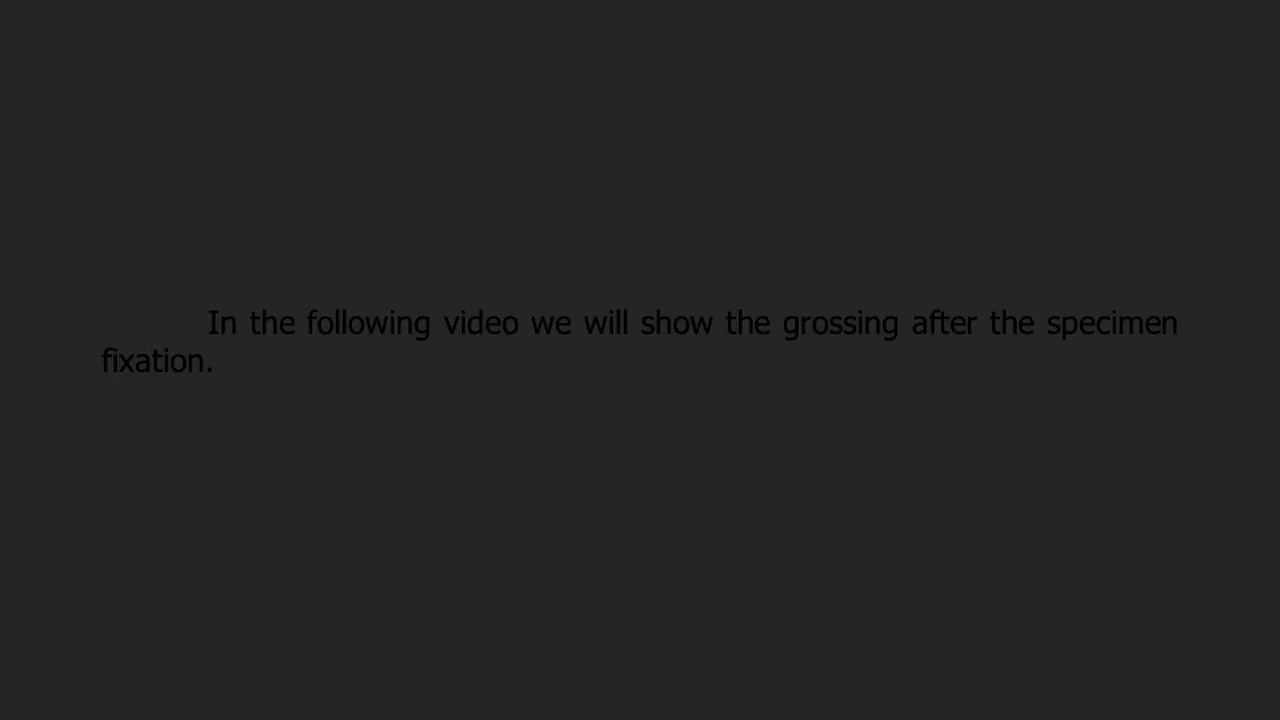 In the following video we will show the grossing after the specimen
fixation.